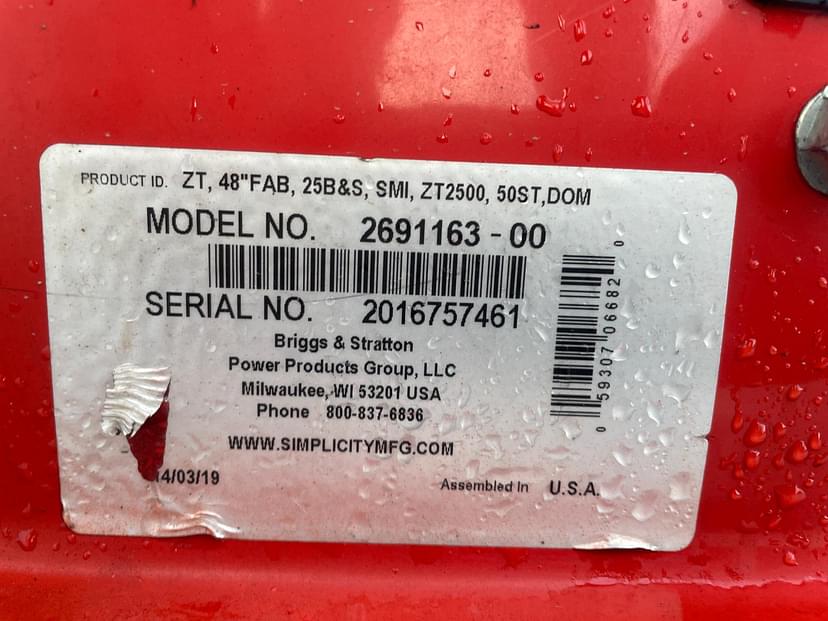 PRODUCT ID. ZT, 48"FAB, 25B&S, SMI, ZT2500, 50ST,DOM
MODEL NO. 2691163 - 00
SERIAL NO. 2016757461
Briggs & Stratton
Power Products Group, LLC
Milwaukee, WI 53201 USA
Phone 800-837-6836
WWW.SIMPLICITYMFG.COM
14/03/19
Assembled In U.S.A.
0 59307 06682 0